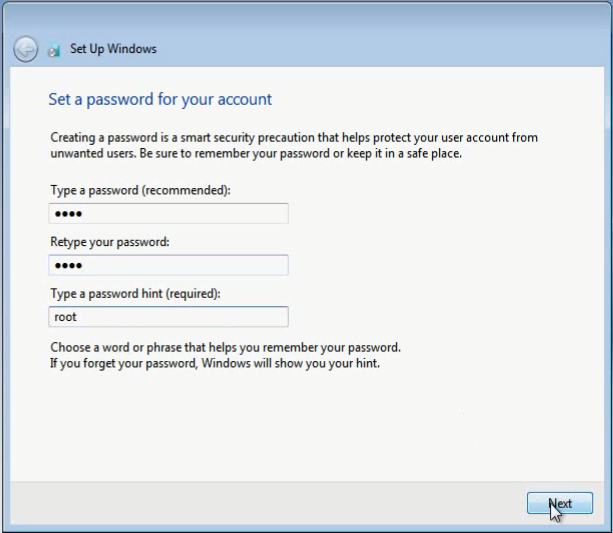 Set Up Windows
Set a password for your account
Creating a password is a smart security precaution that helps protect your user account from
unwanted users. Be sure to remember your password or keep it in a safe place.
Type a password (recommended):
••••
Retype your password:
••••
Type a password hint (required):
root
Choose a word or phrase that helps you remember your password.
If you forget your password, Windows will show you your hint.
Next